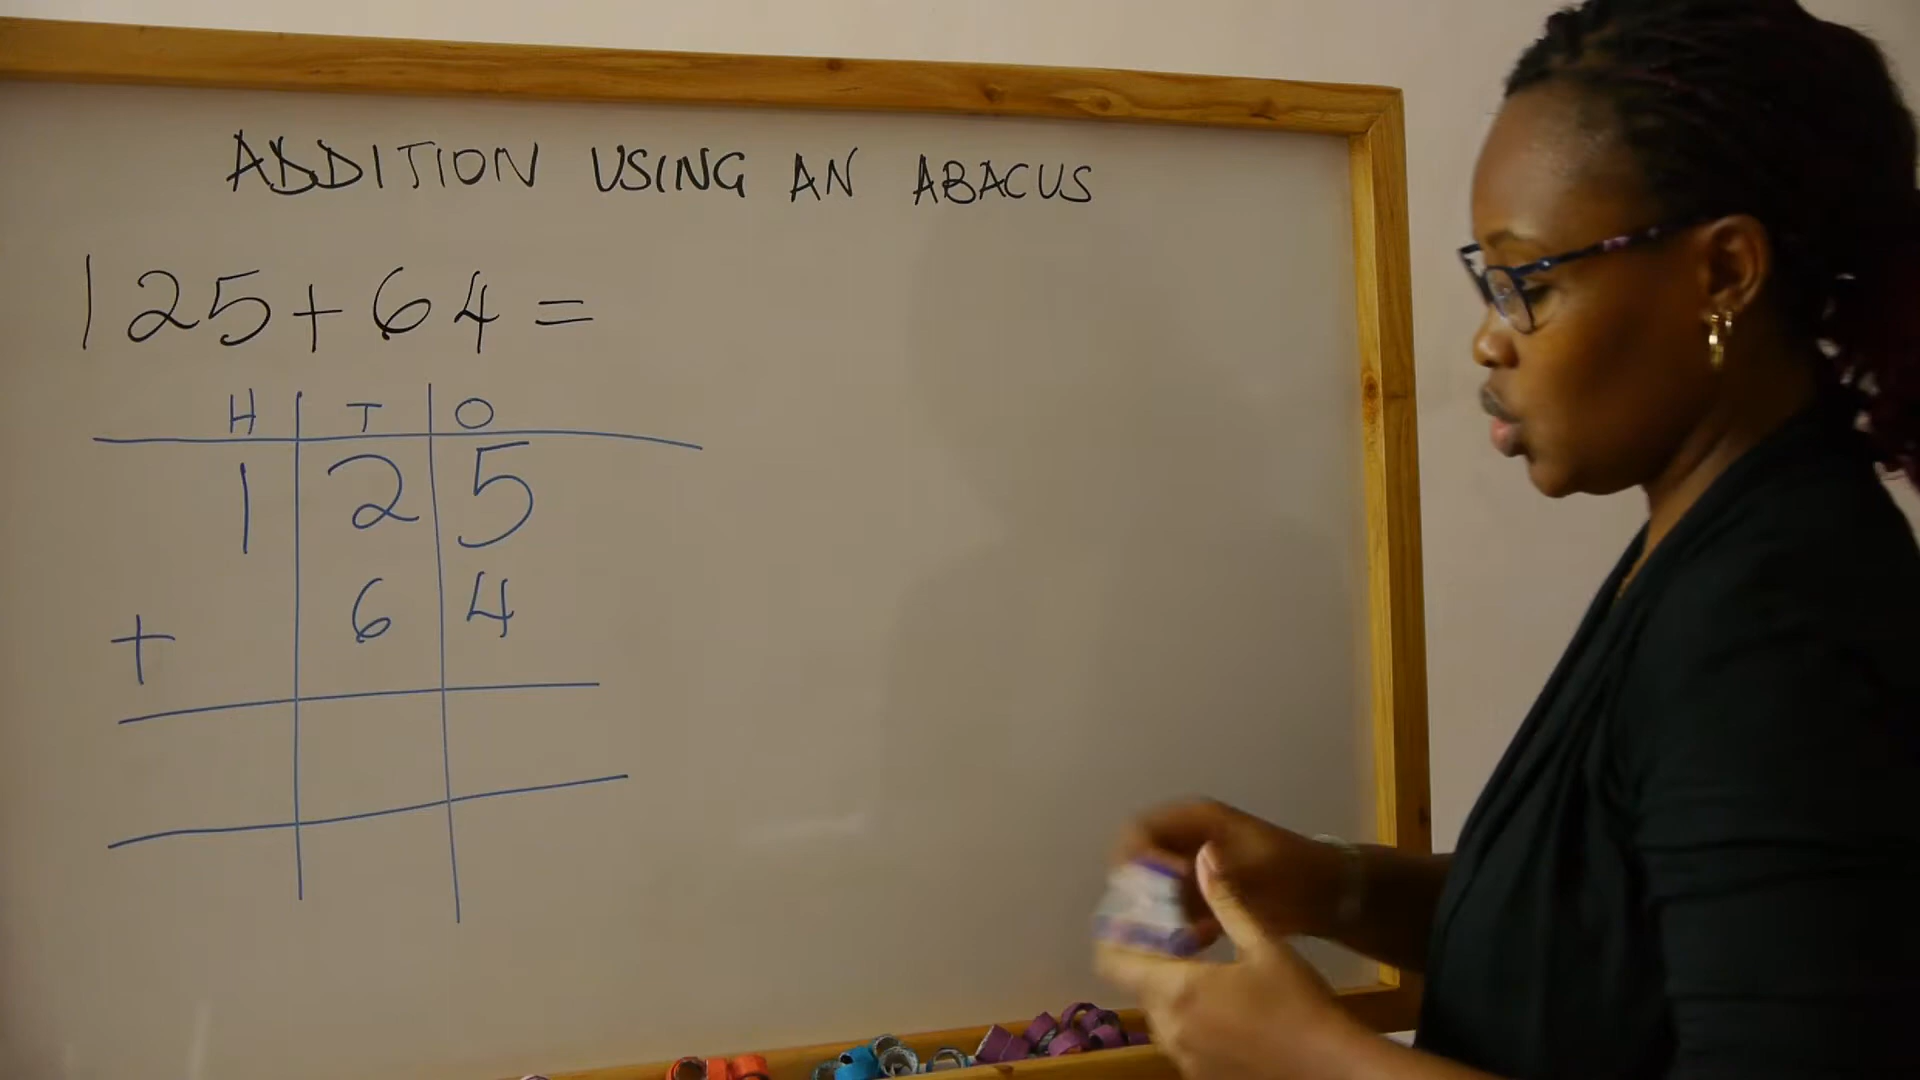 ADDITION USING AN ABACUS
125+64=
H T O
1 2 5
6 4
+